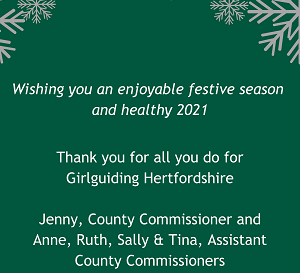 Wishing you an enjoyable festive season
and healthy 2021
Thank you for all you do for
Girlguiding Hertfordshire
Jenny, County Commissioner and
Anne, Ruth, Sally & Tina, Assistant
County Commissioners